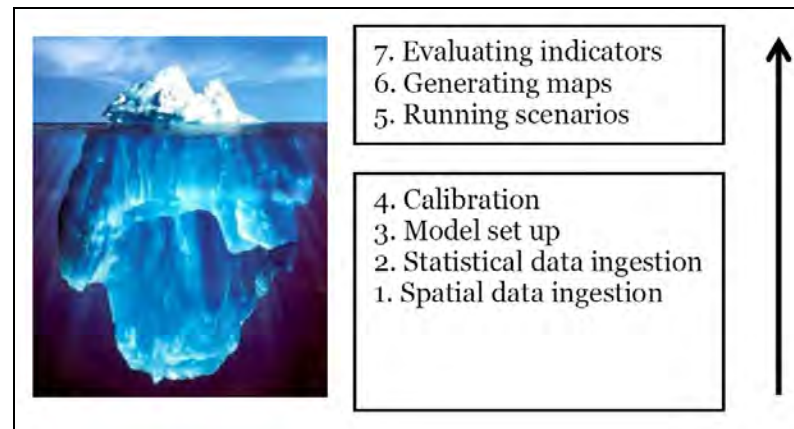 7. Evaluating indicators
6. Generating maps
5. Running scenarios
4. Calibration
3. Model set up
2. Statistical data ingestion
1. Spatial data ingestion